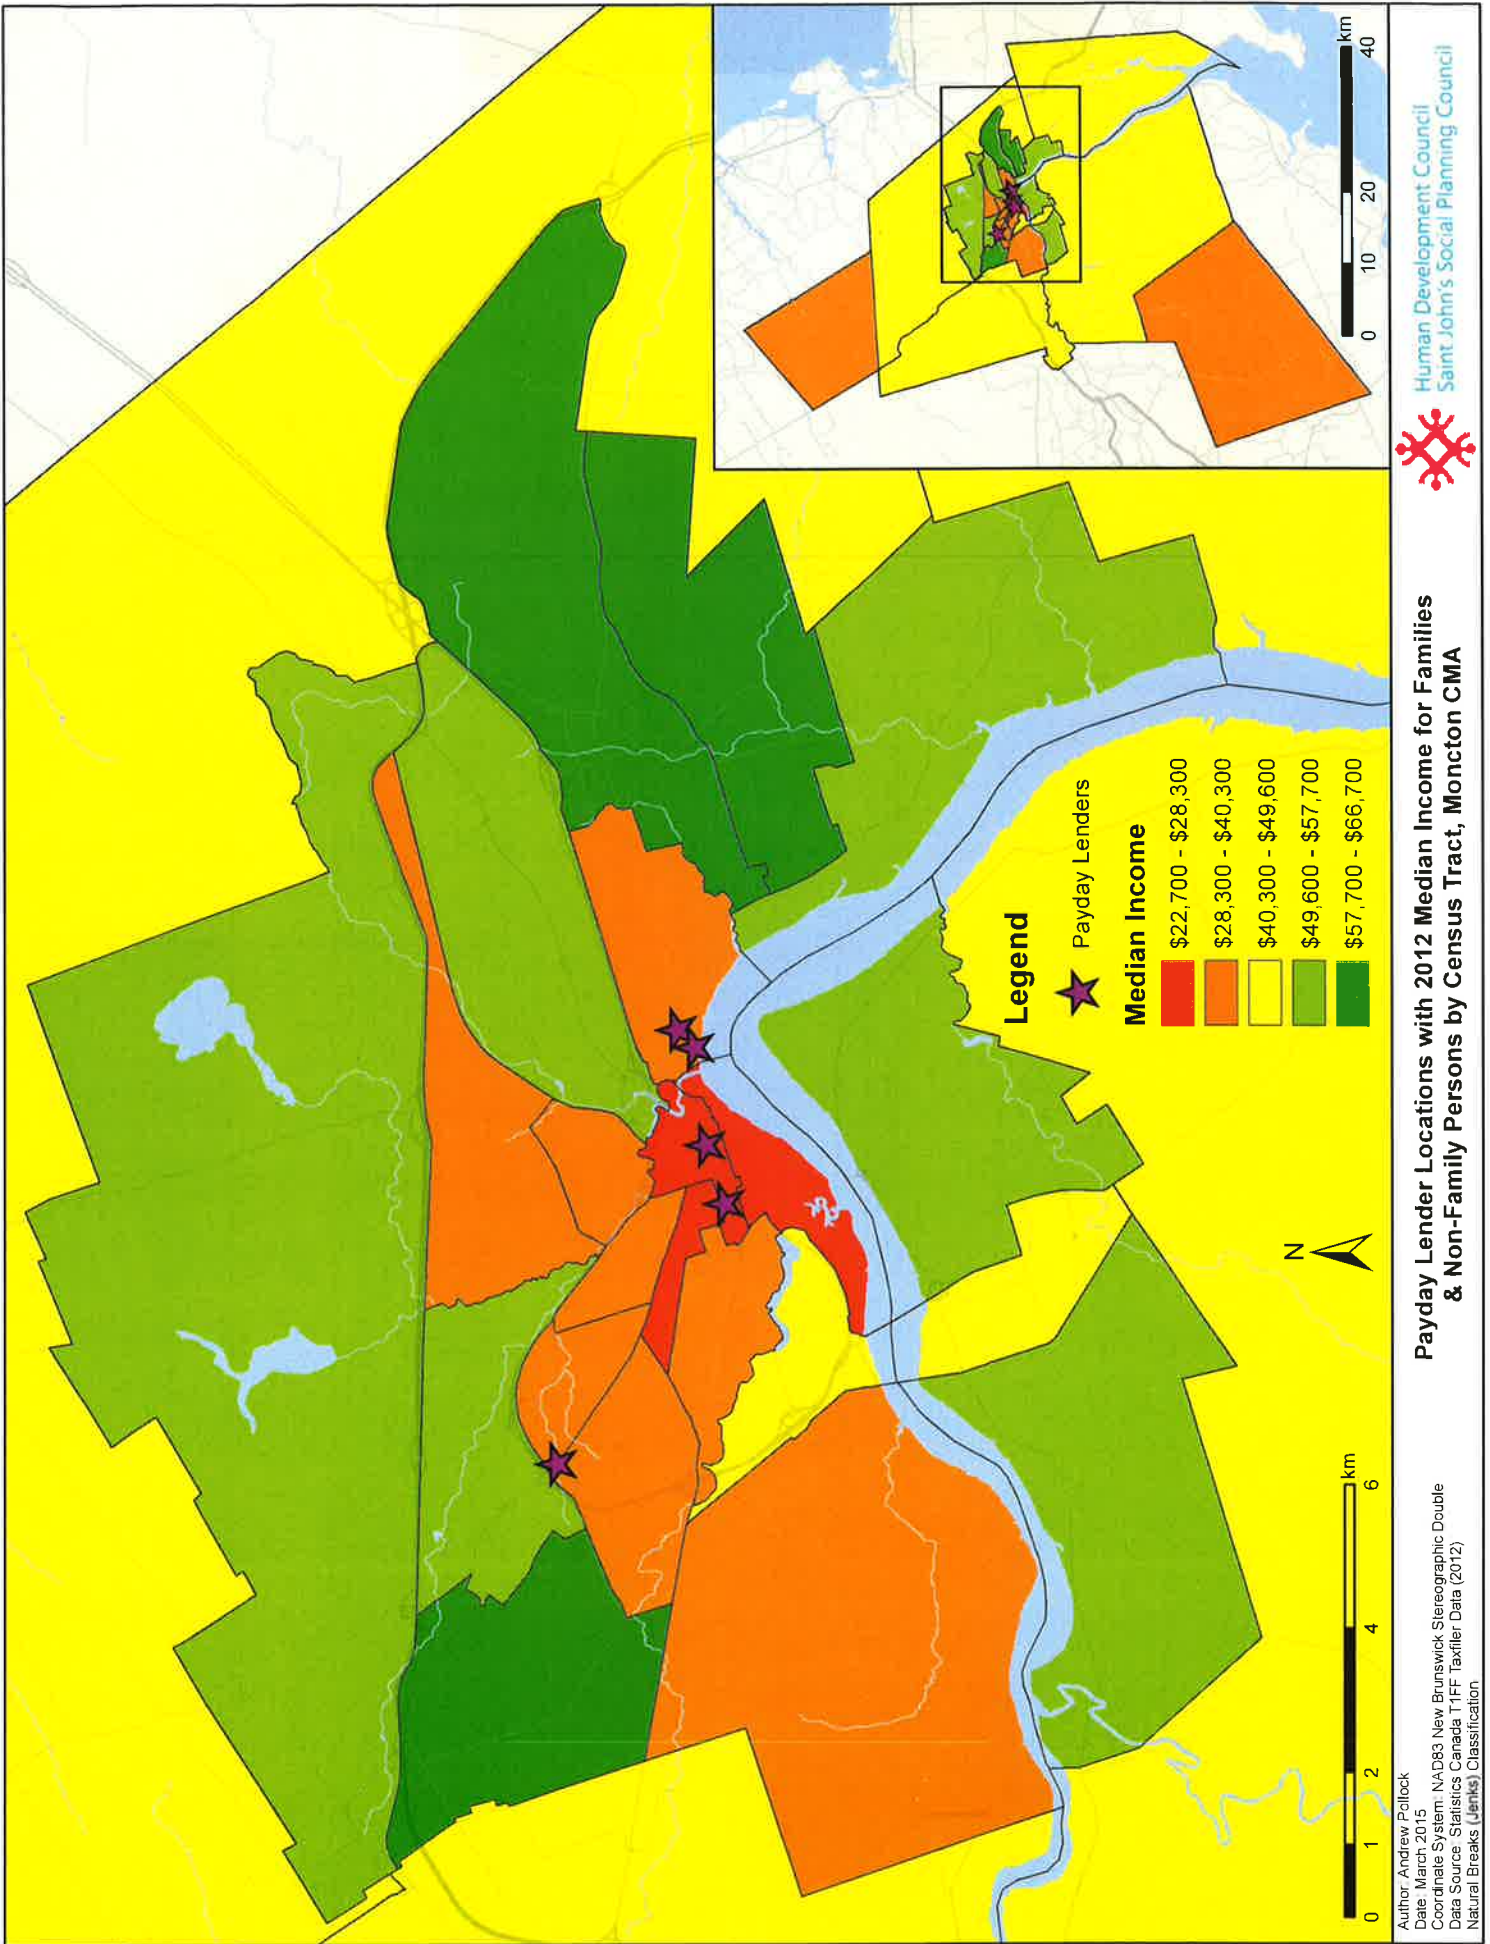 km
0 10 20 40
Legend
Payday Lenders
Median Income
$22,700 - $28,300
$28,300 - $40,300
$40,300 - $49,600
$49,600 - $57,700
$57,700 - $66,700
N
km
0 1 2 4 6
Author: Andrew Pollock
Date: March 2015
Coordinate System: NAD83 New Brunswick Stereographic Double
Data Source: Statistics Canada T1FF Taxfiler Data (2012)
Natural Breaks (Jenks) Classification
Payday Lender Locations with 2012 Median Income for Families
& Non-Family Persons by Census Tract, Moncton CMA
Human Development Council
Saint John's Social Planning Council